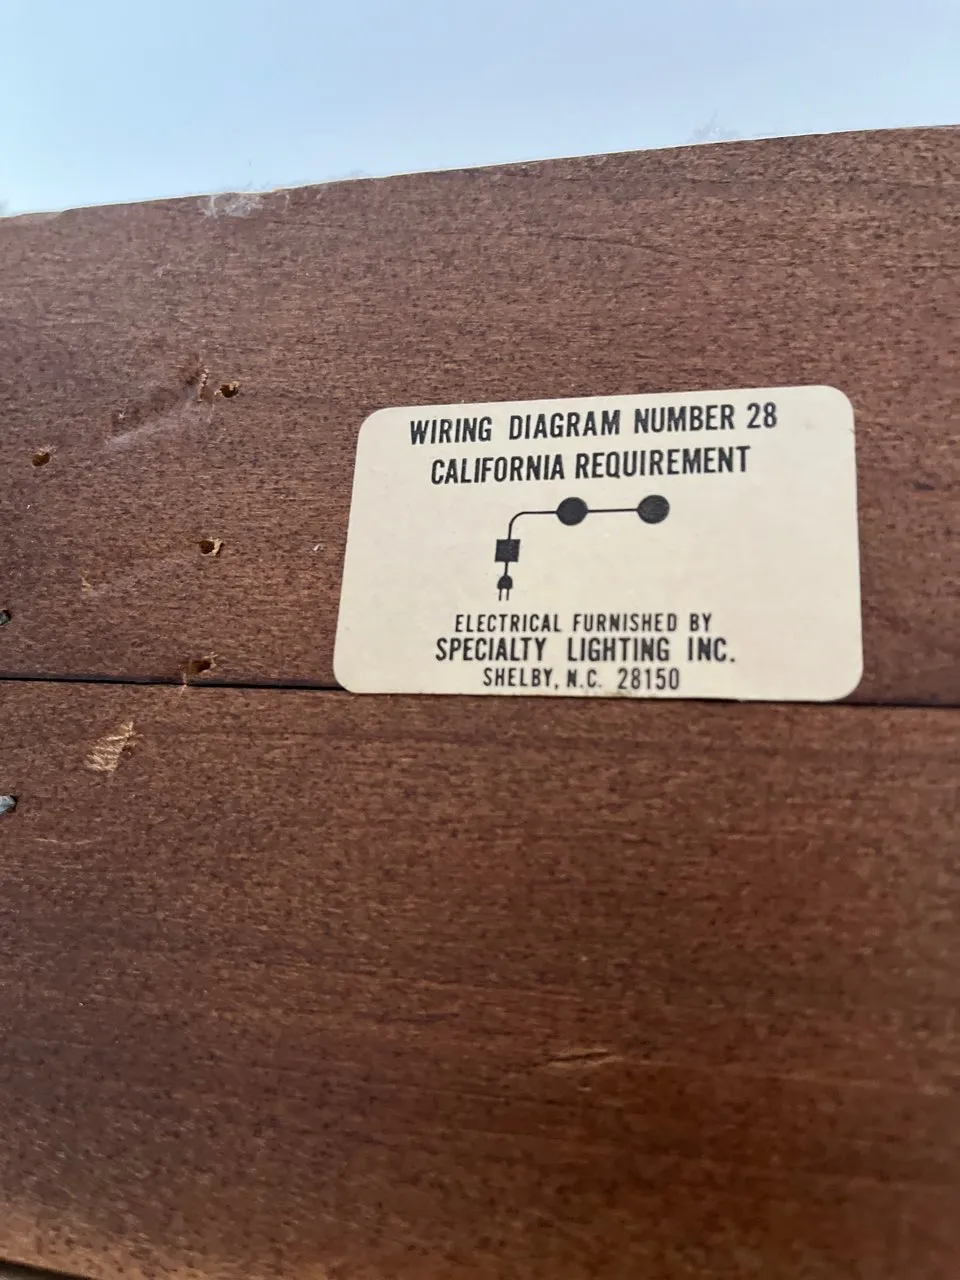 WIRING DIAGRAM NUMBER 28
CALIFORNIA REQUIREMENT
ELECTRICAL FURNISHED BY
SPECIALTY LIGHTING INC.
SHELBY, N.C. 28150